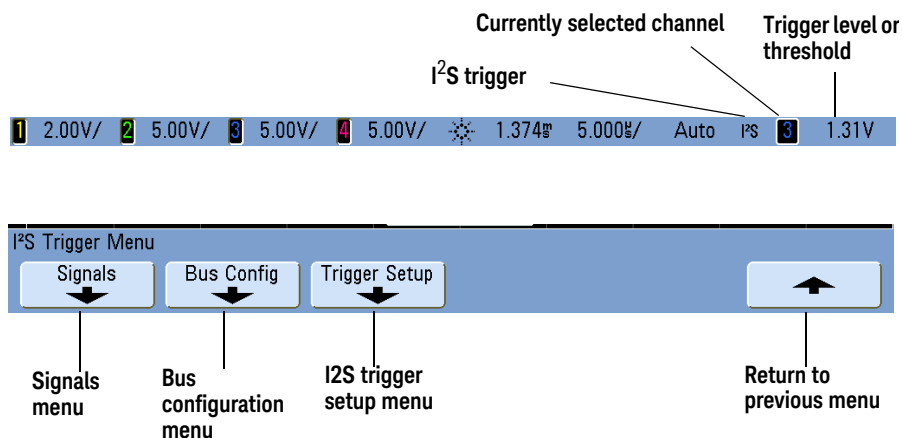 Currently selected channel
Trigger level or
threshold
I²S trigger
1 2.00V/ 2 5.00V/ 3 5.00V/ 4 5.00V/ 1.374 5.000 / Auto I²S 3 1.31V
I²S Trigger Menu
Signals Bus Config Trigger Setup
Signals
menu
Bus
configuration
menu
I2S trigger
setup menu
Return to
previous menu